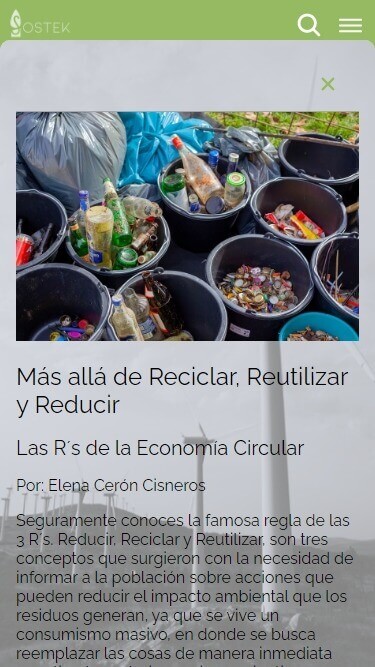 SOSTEK
Más allá de Reciclar, Reutilizar
y Reducir
Las R´s de la Economía Circular
Por: Elena Cerón Cisneros
Seguramente conoces la famosa regla de las
3 R´s. Reducir, Reciclar y Reutilizar, son tres
conceptos que surgieron con la necesidad de
informar a la población sobre acciones que
pueden reducir el impacto ambiental que los
residuos generan, ya que se vive un
consumismo masivo, en donde se busca
reemplazar las cosas de manera inmediata